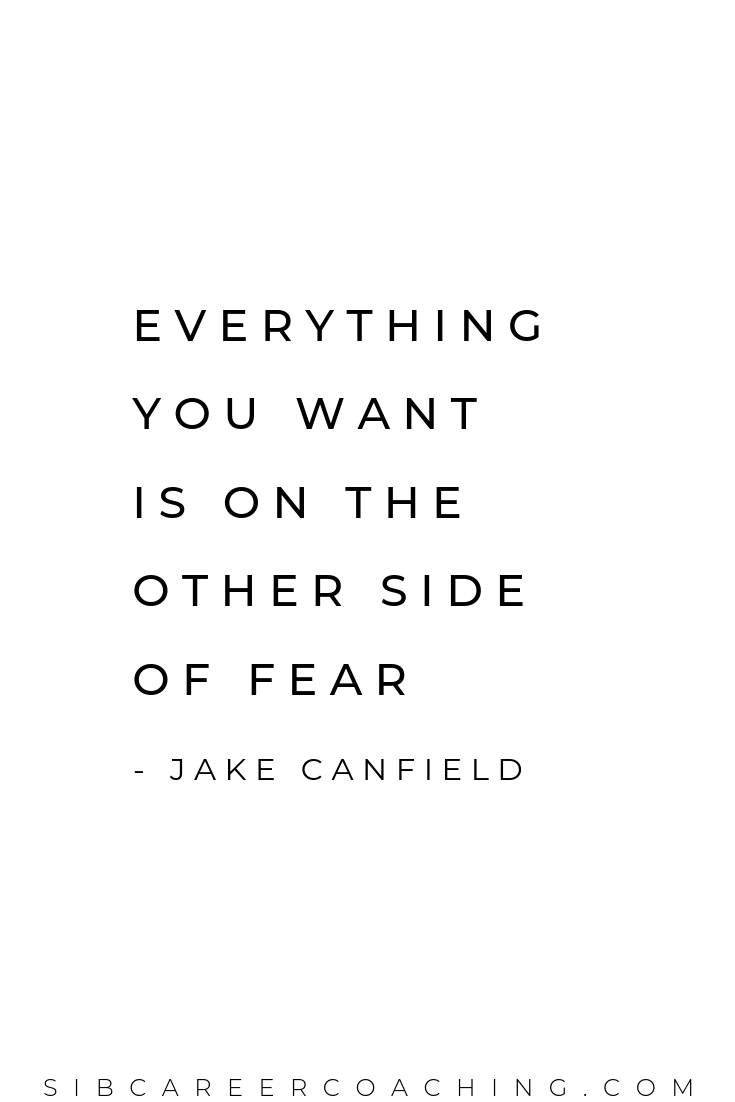 EVERYTHING
YOU WANT
IS ON THE
OTHER SIDE
OF FEAR
- JAKE CANFIELD
SIBCAREERCOACHING.COM